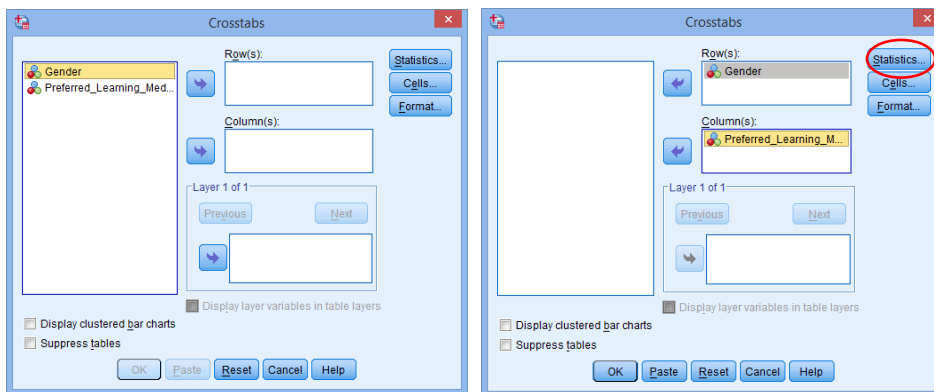 Crosstabs
Row(s):
Gender
Preferred_Learning_Med...
Statistics...
Cells...
Format...
Column(s):
Layer 1 of 1
Previous
Next
Display layer variables in table layers
Display clustered bar charts
Suppress tables
OK
Paste
Reset
Cancel
Help
Crosstabs
Row(s):
Gender
Statistics...
Cells...
Format...
Column(s):
Preferred_Learning_M...
Layer 1 of 1
Previous
Next
Display layer variables in table layers
Display clustered bar charts
Suppress tables
OK
Paste
Reset
Cancel
Help